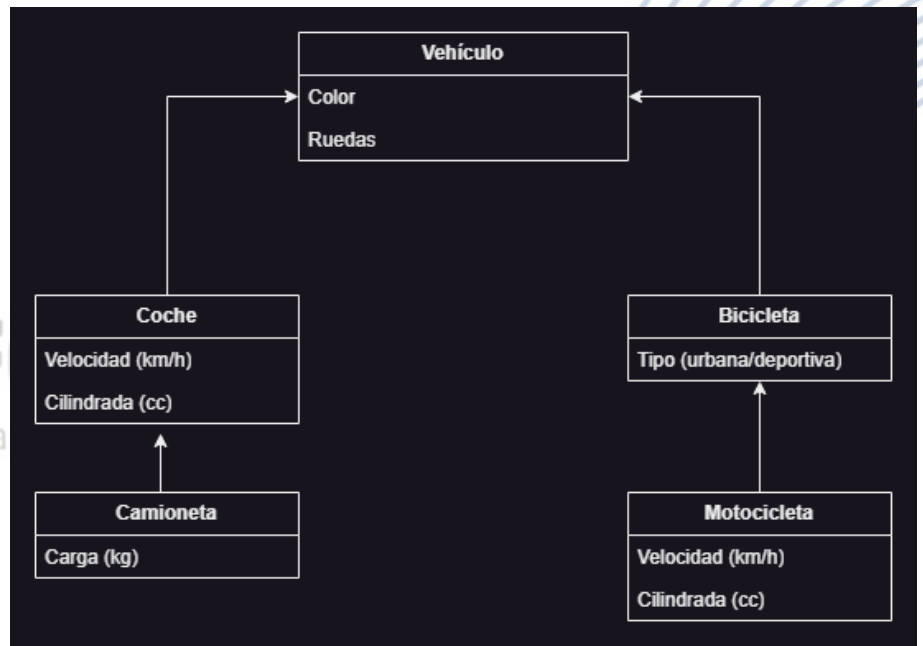 Vehículo
Color
Ruedas
Coche
Velocidad (km/h)
Cilindrada (cc)
Bicicleta
Tipo (urbana/deportiva)
Camioneta
Carga (kg)
Motocicleta
Velocidad (km/h)
Cilindrada (cc)